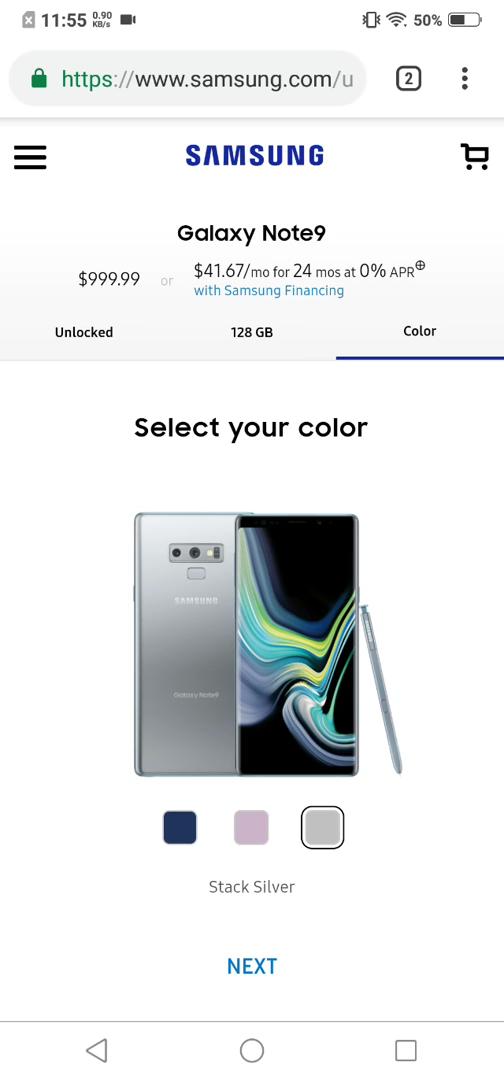 11:55 0.90 KB/s 50%
https://www.samsung.com/u 2
SAMSUNG
Galaxy Note9
$999.99 or $41.67/mo for 24 mos at 0% APR⊕
with Samsung Financing
Unlocked 128 GB Color
Select your color
SAMSUNG
Galaxy Note9
Stack Silver
NEXT